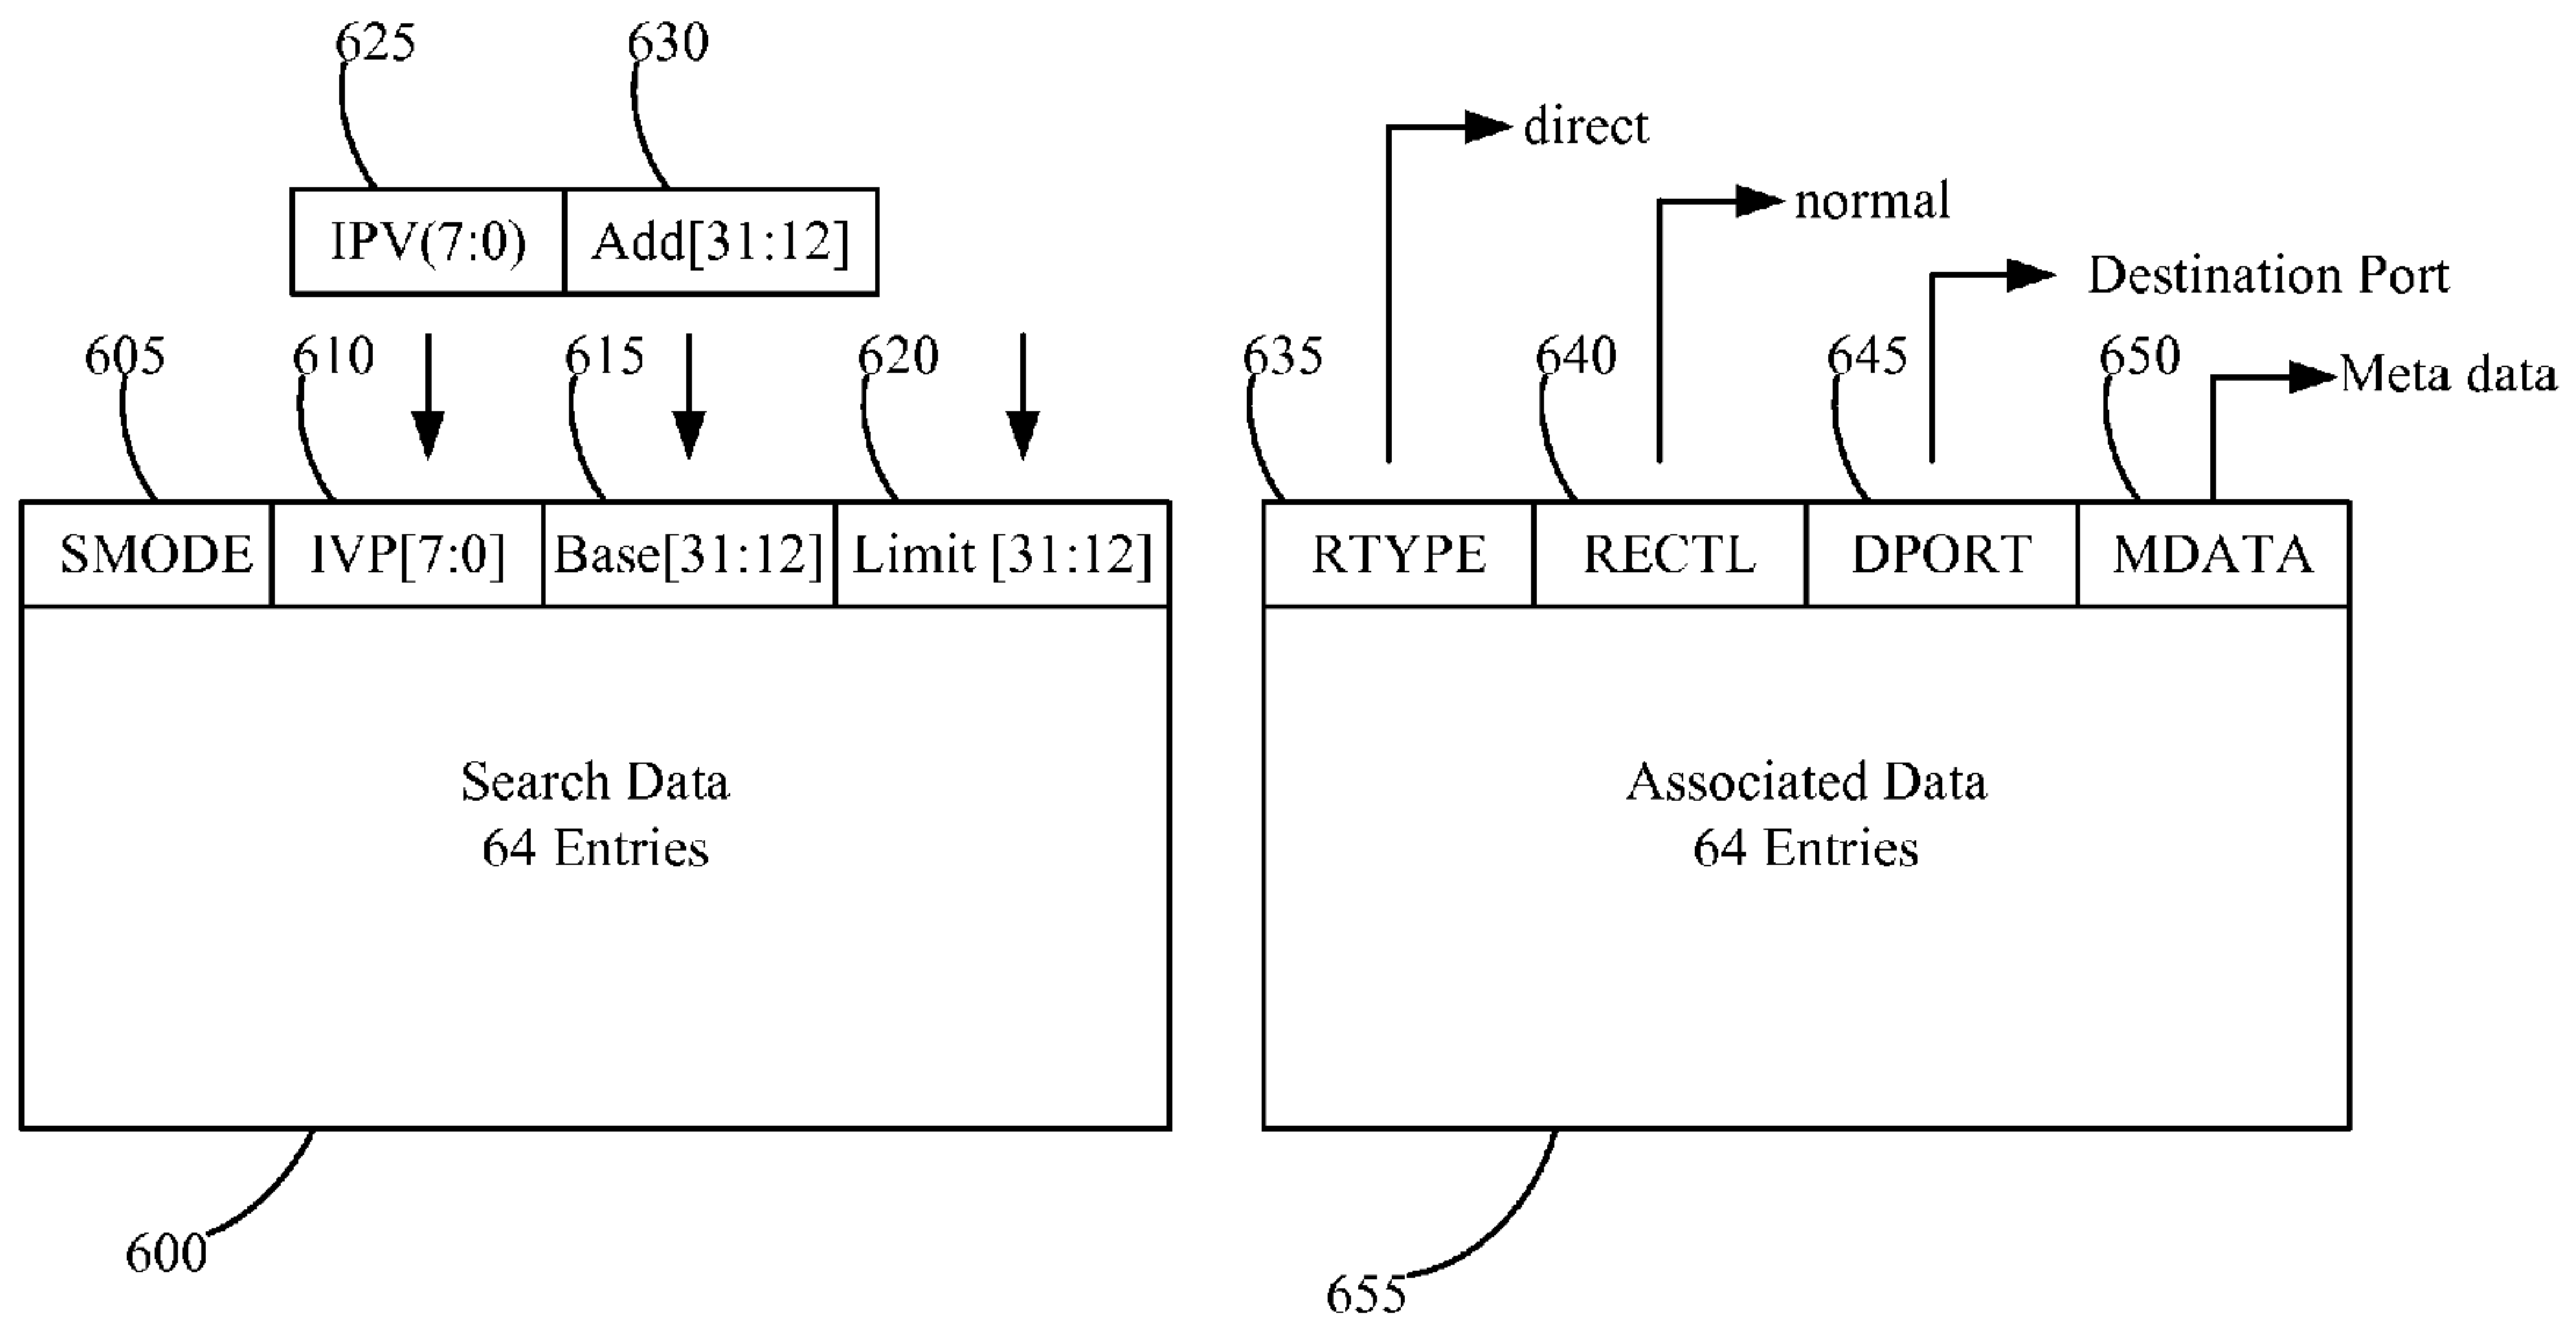 625
630
direct
normal
IPV(7:0)
Add[31:12]
Destination Port
605
610
615
620
635
640
645
650
Meta data
SMODE
IVP[7:0]
Base[31:12]
Limit [31:12]
RTYPE
RECTL
DPORT
MDATA
Search Data
64 Entries
Associated Data
64 Entries
600
655